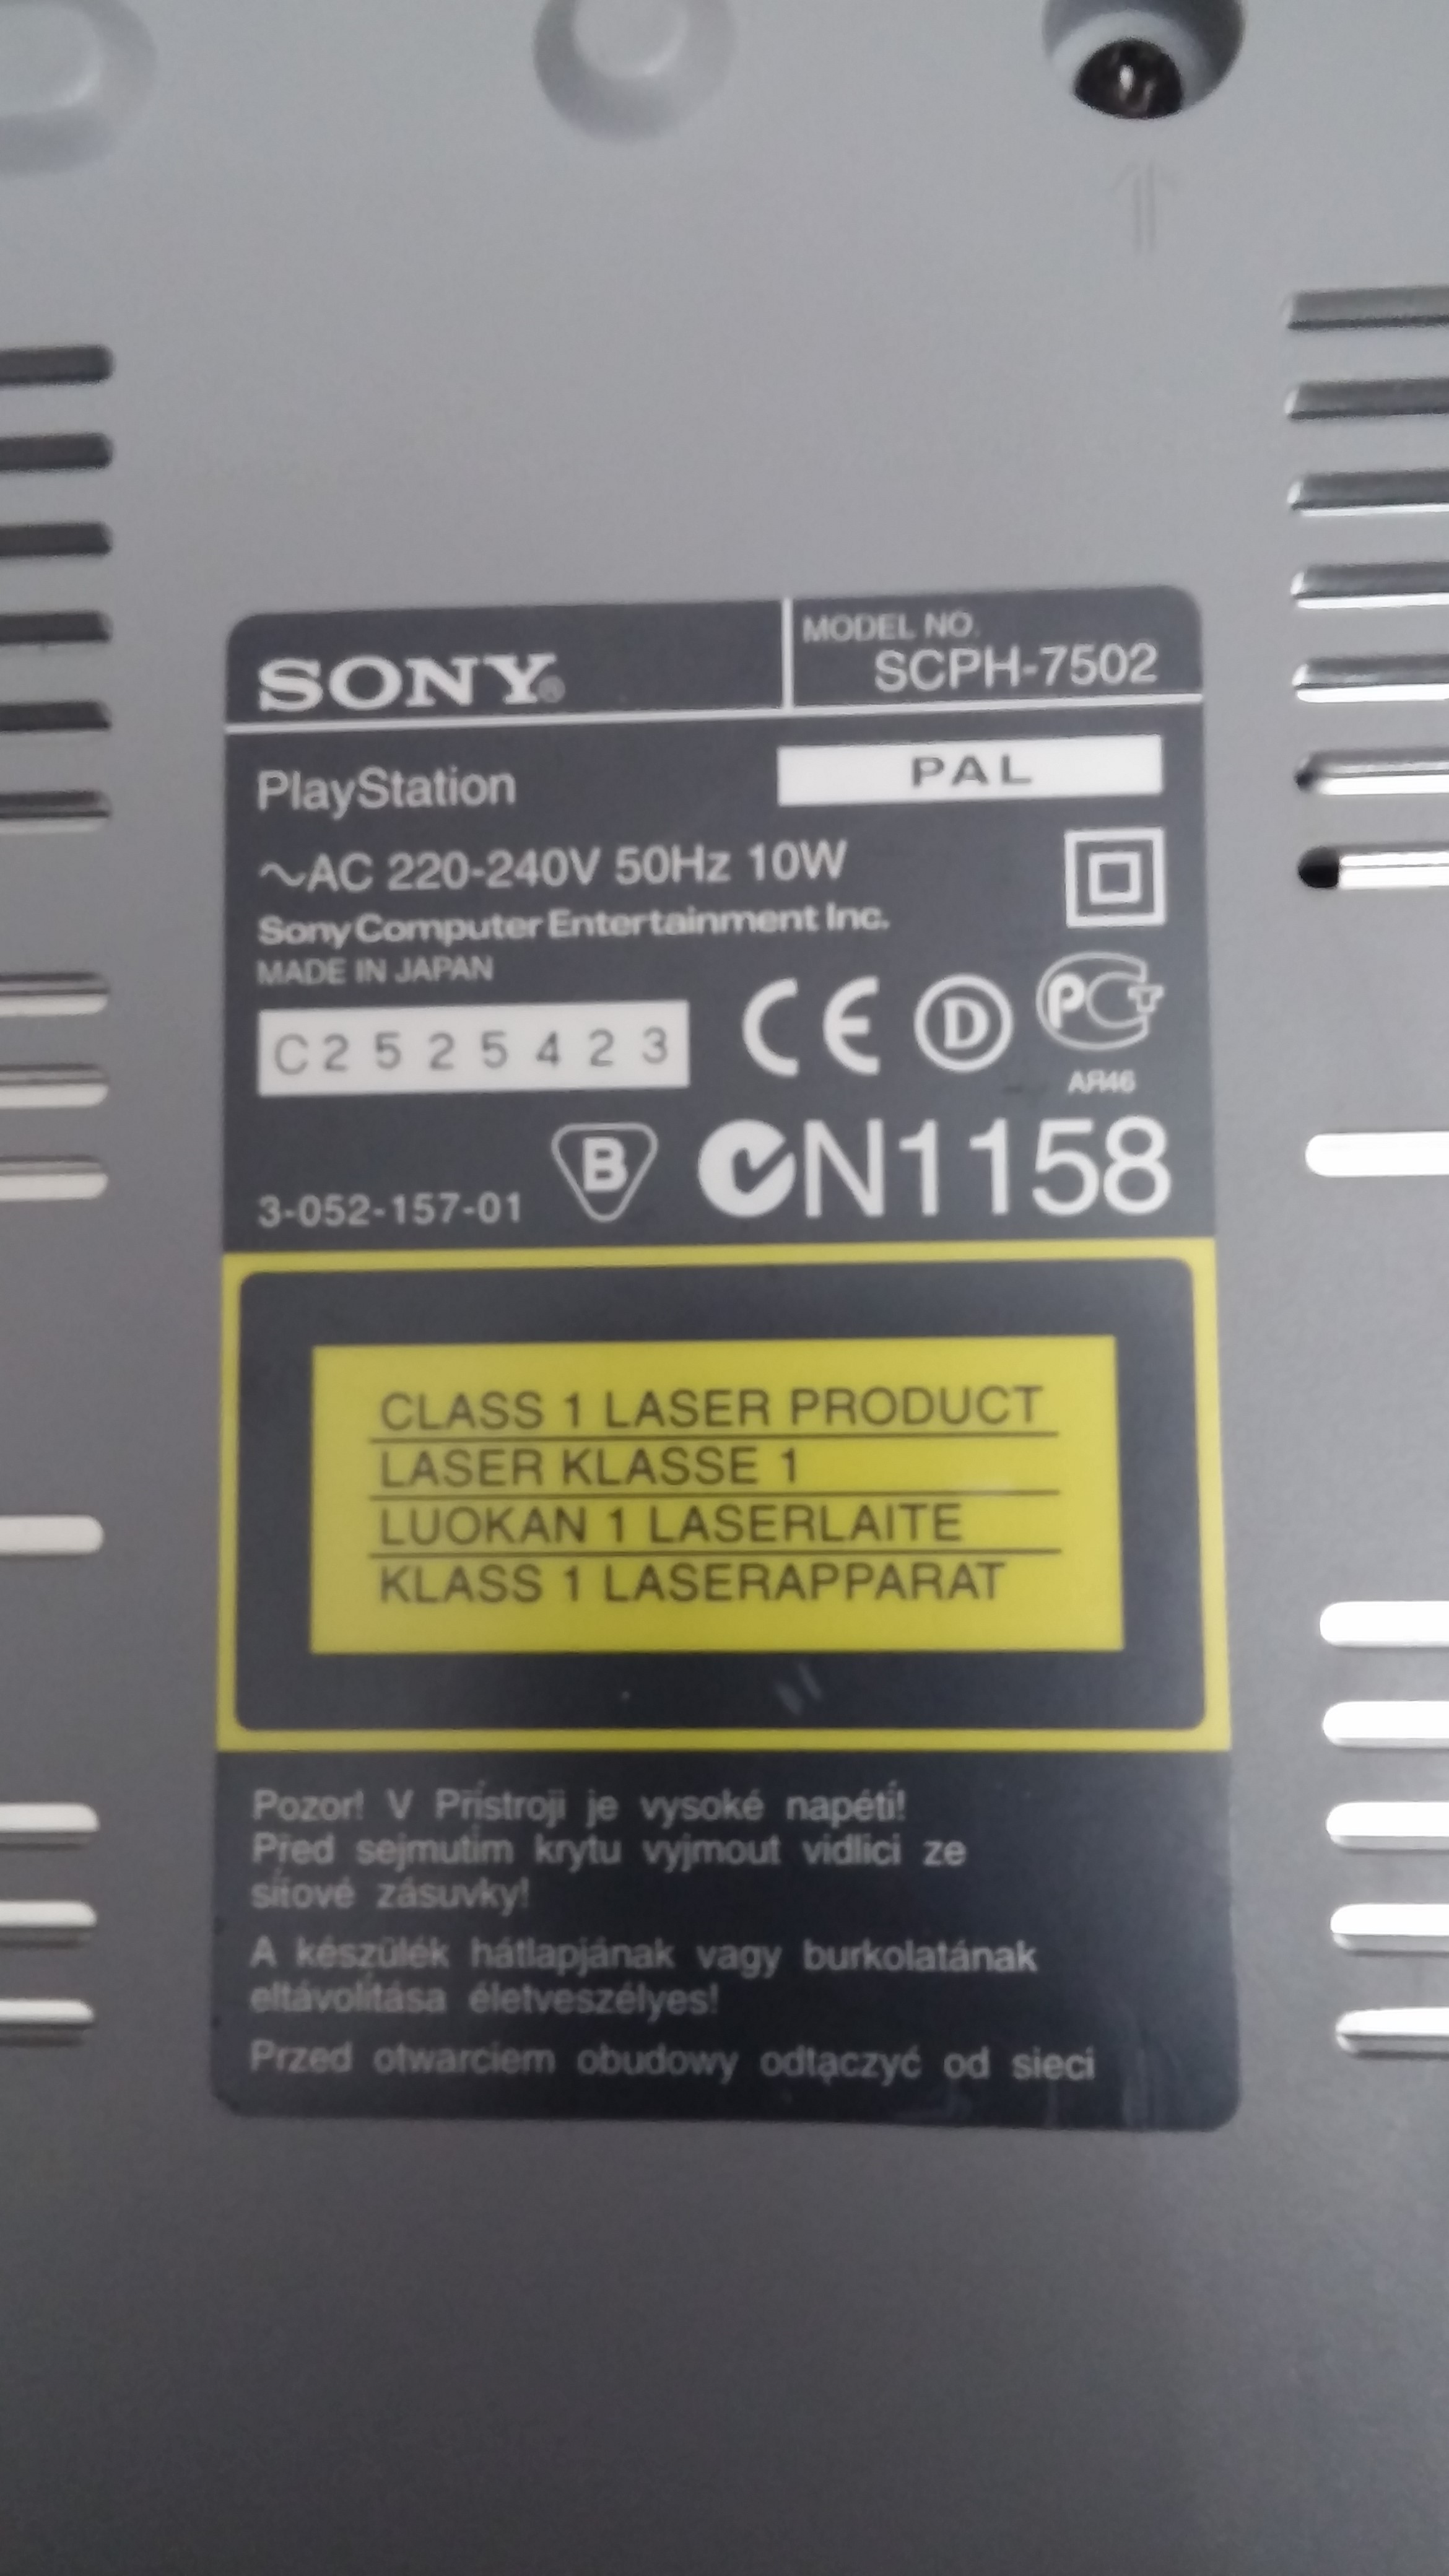 SONY®
MODEL NO.
SCPH-7502
PlayStation
PAL
~AC 220-240V 50Hz 10W
Sony Computer Entertainment Inc.
MADE IN JAPAN
C2525423
CE
D
РСТ
АЯ46
3-052-157-01
B
N1158
CLASS 1 LASER PRODUCT
LASER KLASSE 1
LUOKAN 1 LASERLAITE
KLASS 1 LASERAPPARAT
Pozor! V Přístroji je vysoké napétí!
Před sejmutím krytu vyjmout vidlici ze
síťové zásuvky!
A készülék hátlapjának vagy burkolatának
eltávolítása életveszélyes!
Przed otwarciem obudowy odłączyć od sieci